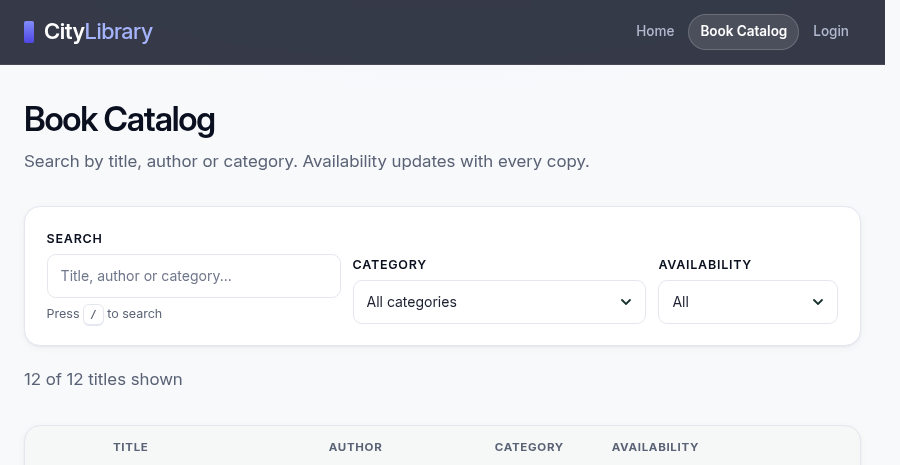 CityLibrary
Home Book Catalog Login
Book Catalog
Search by title, author or category. Availability updates with every copy.
SEARCH
Title, author or category...
Press / to search
CATEGORY
All categories
AVAILABILITY
All
12 of 12 titles shown
TITLE AUTHOR CATEGORY AVAILABILITY